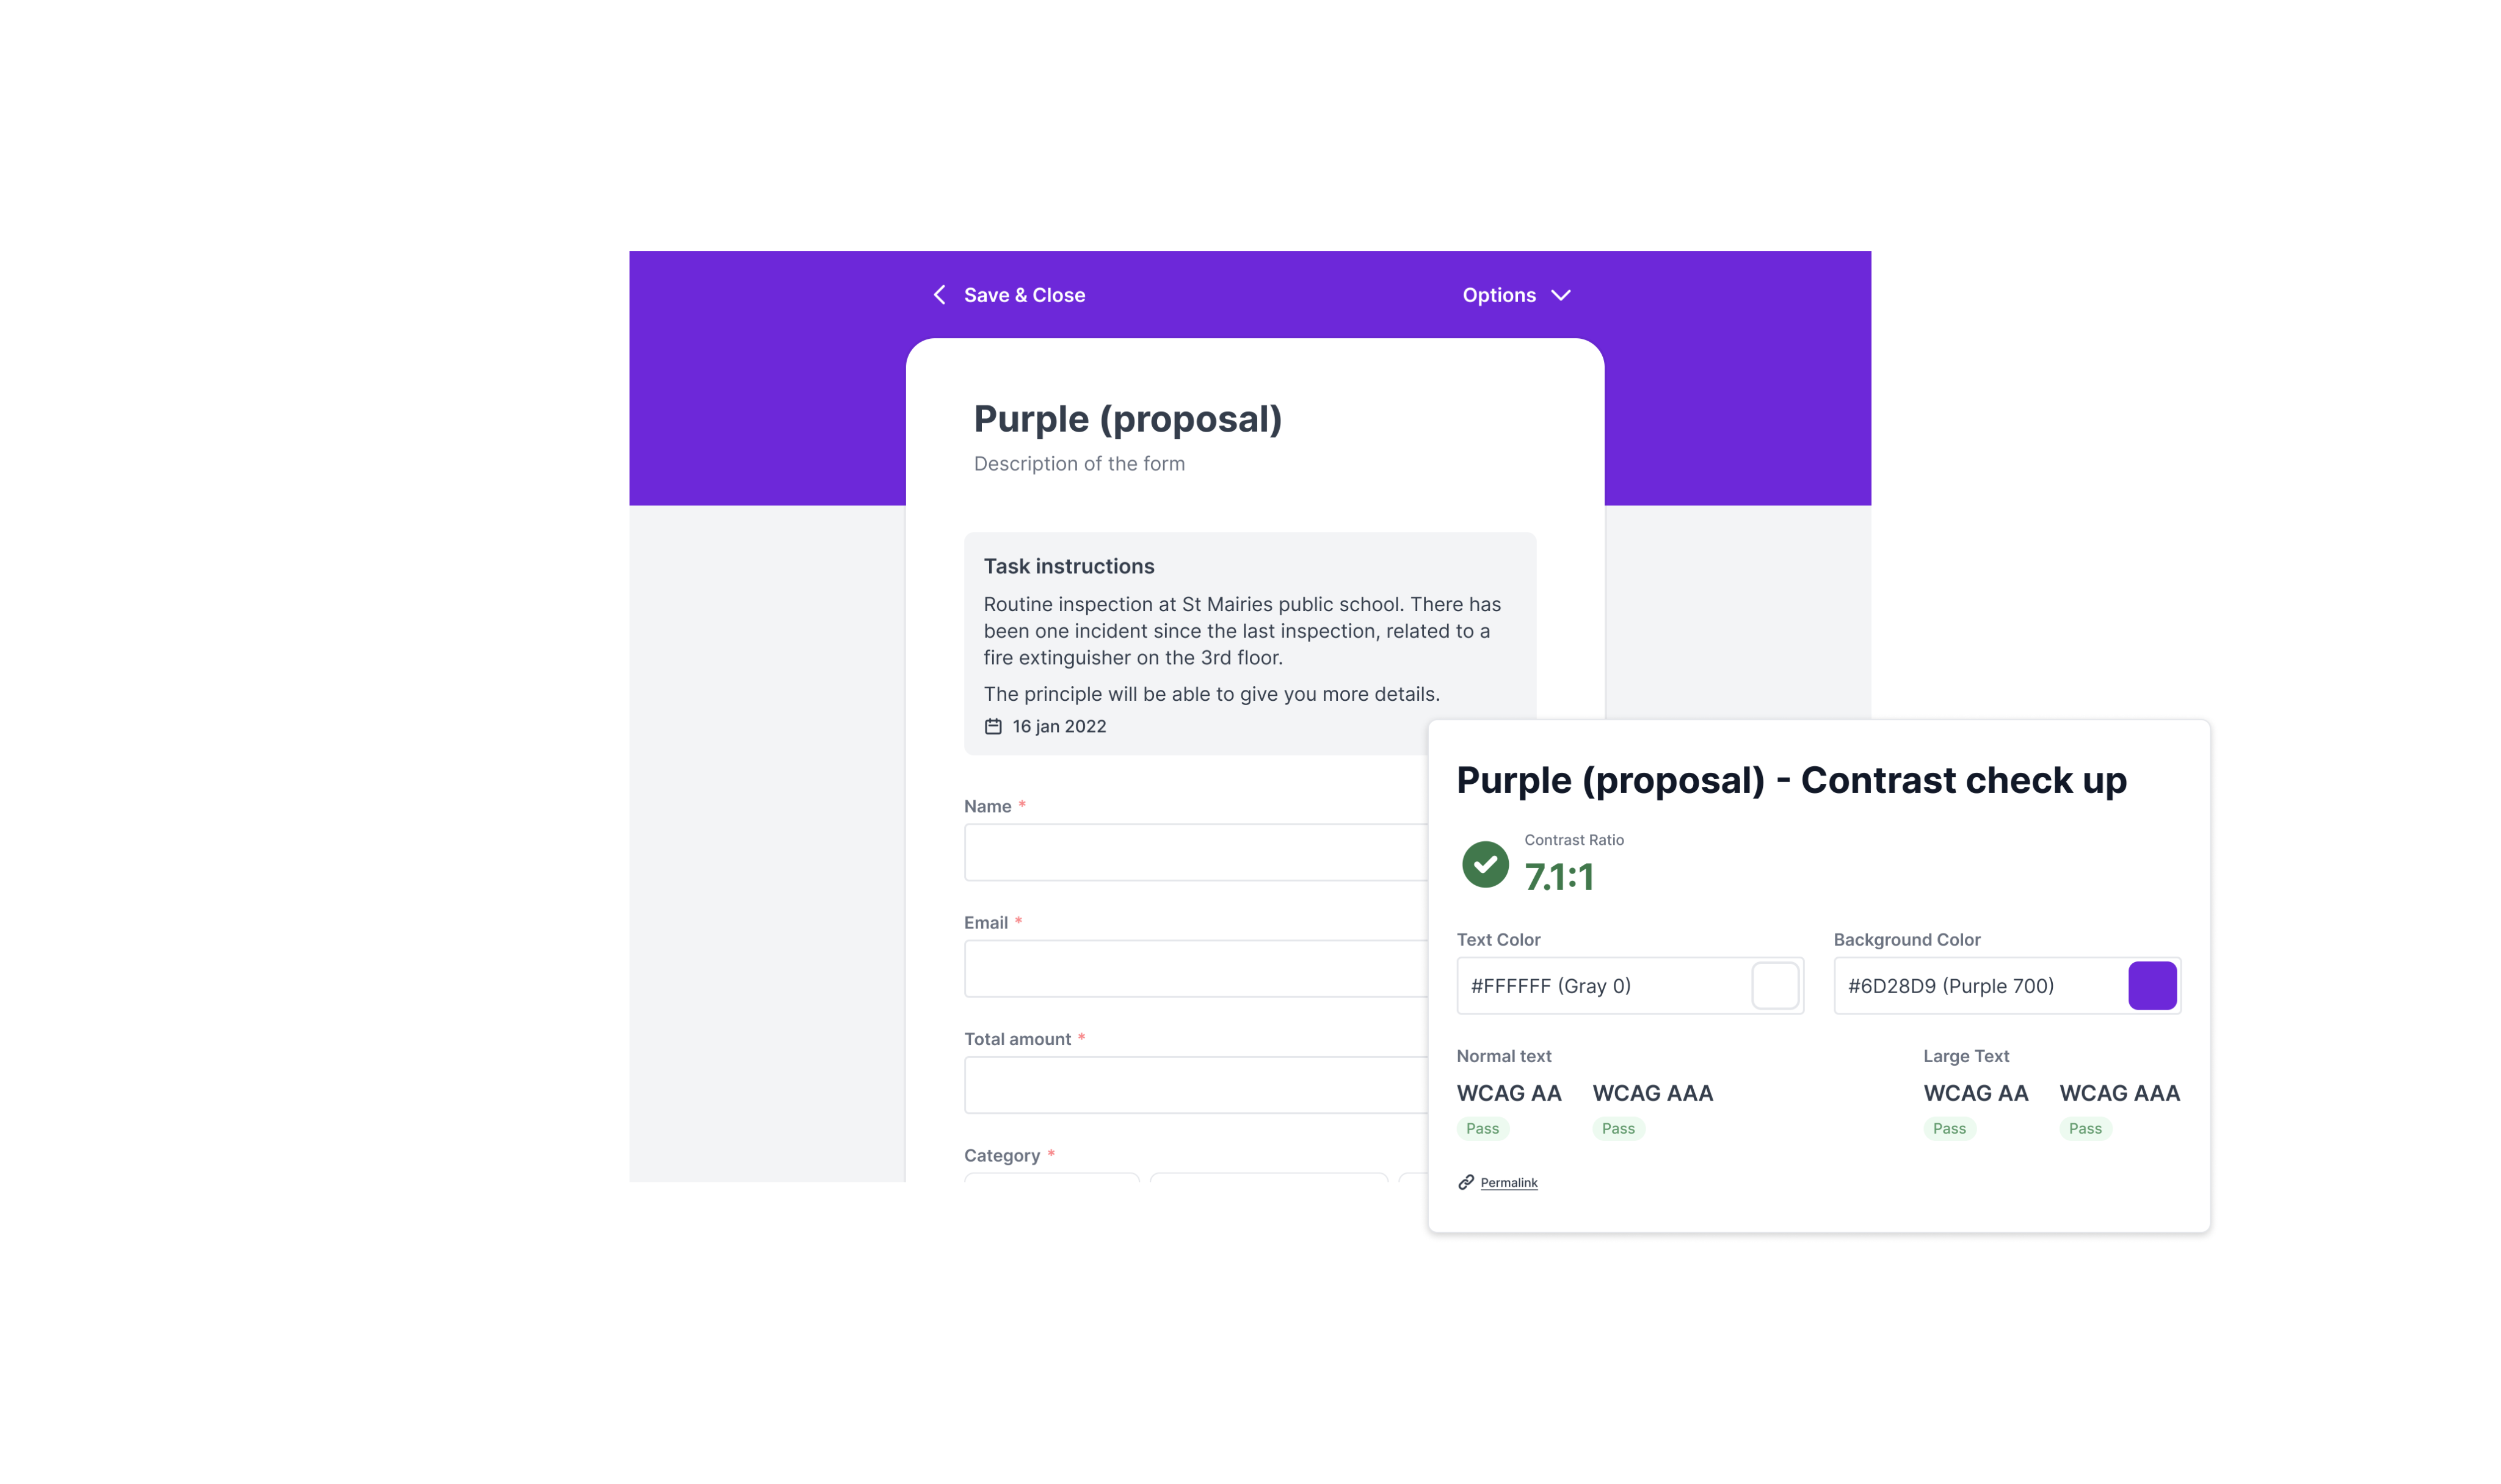 Save & Close
Options
Purple (proposal)
Description of the form
Task instructions
Routine inspection at St Mairies public school. There has
been one incident since the last inspection, related to a
fire extinguisher on the 3rd floor.
The principle will be able to give you more details.
16 jan 2022
Name *
Email *
Total amount *
Category *
Purple (proposal) - Contrast check up
Contrast Ratio
7.1:1
Text Color
Background Color
#FFFFFF (Gray 0)
#6D28D9 (Purple 700)
Normal text
Large Text
WCAG AA
WCAG AAA
WCAG AA
WCAG AAA
Pass
Pass
Pass
Pass
Permalink